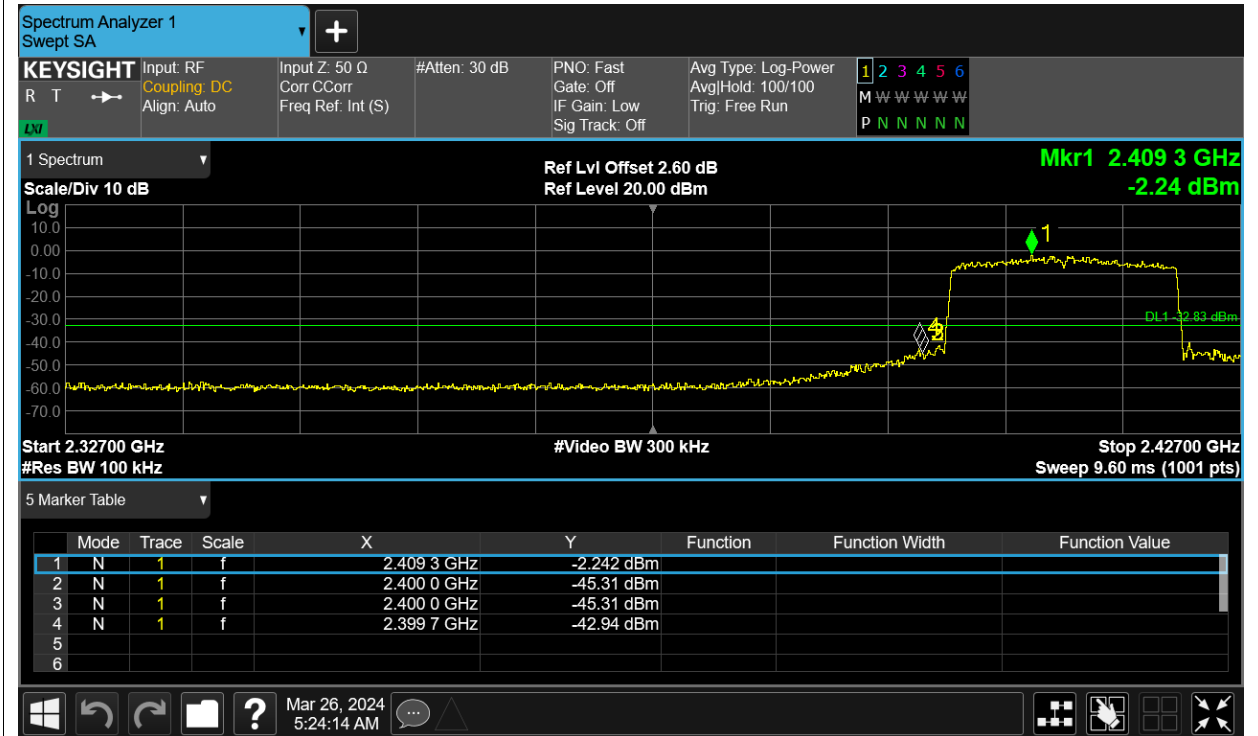 Spectrum Analyzer 1
Swept SA
KEYSIGHT Input: RF Input Z: 50 Ω #Atten: 30 dB PNO: Fast Avg Type: Log-Power 1 2 3 4 5 6
R T Coupling: DC Corr CCorr Gate: Off Avg|Hold: 100/100 M W W W W W
Align: Auto Freq Ref: Int (S) IF Gain: Low Trig: Free Run
LXI Sig Track: Off P N N N N N
1 Spectrum Ref Lvl Offset 2.60 dB Mkr1 2.409 3 GHz
Scale/Div 10 dB Ref Level 20.00 dBm -2.24 dBm
Log
10.0
1
0.00
-10.0
-20.0
-30.0 DL1 -32.83 dBm
-40.0
-50.0
-60.0
-70.0
Start 2.32700 GHz #Video BW 300 kHz Stop 2.42700 GHz
#Res BW 100 kHz Sweep 9.60 ms (1001 pts)
5 Marker Table
Mode Trace Scale X Y Function Function Width Function Value
1 N 1 f 2.409 3 GHz -2.242 dBm
2 N 1 f 2.400 0 GHz -45.31 dBm
3 N 1 f 2.400 0 GHz -45.31 dBm
4 N 1 f 2.399 7 GHz -42.94 dBm
5
6
? Mar 26, 2024
5:24:14 AM